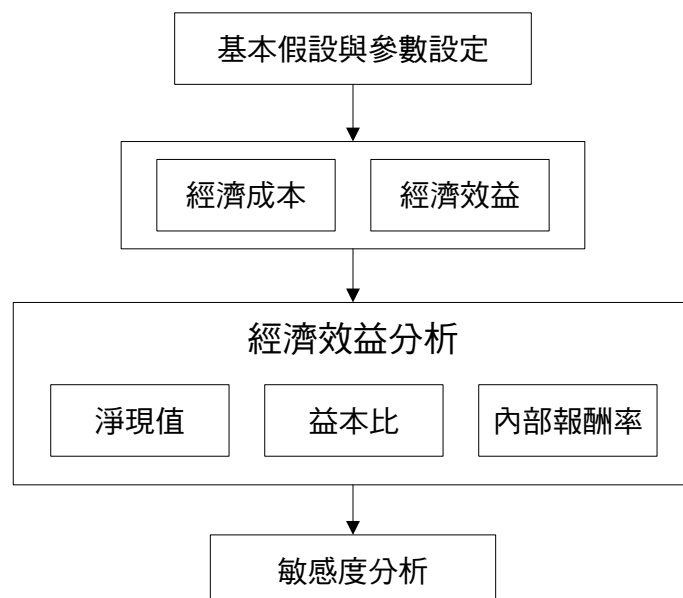 基本假設與參數設定
經濟成本
經濟效益
經濟效益分析
淨現值
益本比
內部報酬率
敏感度分析